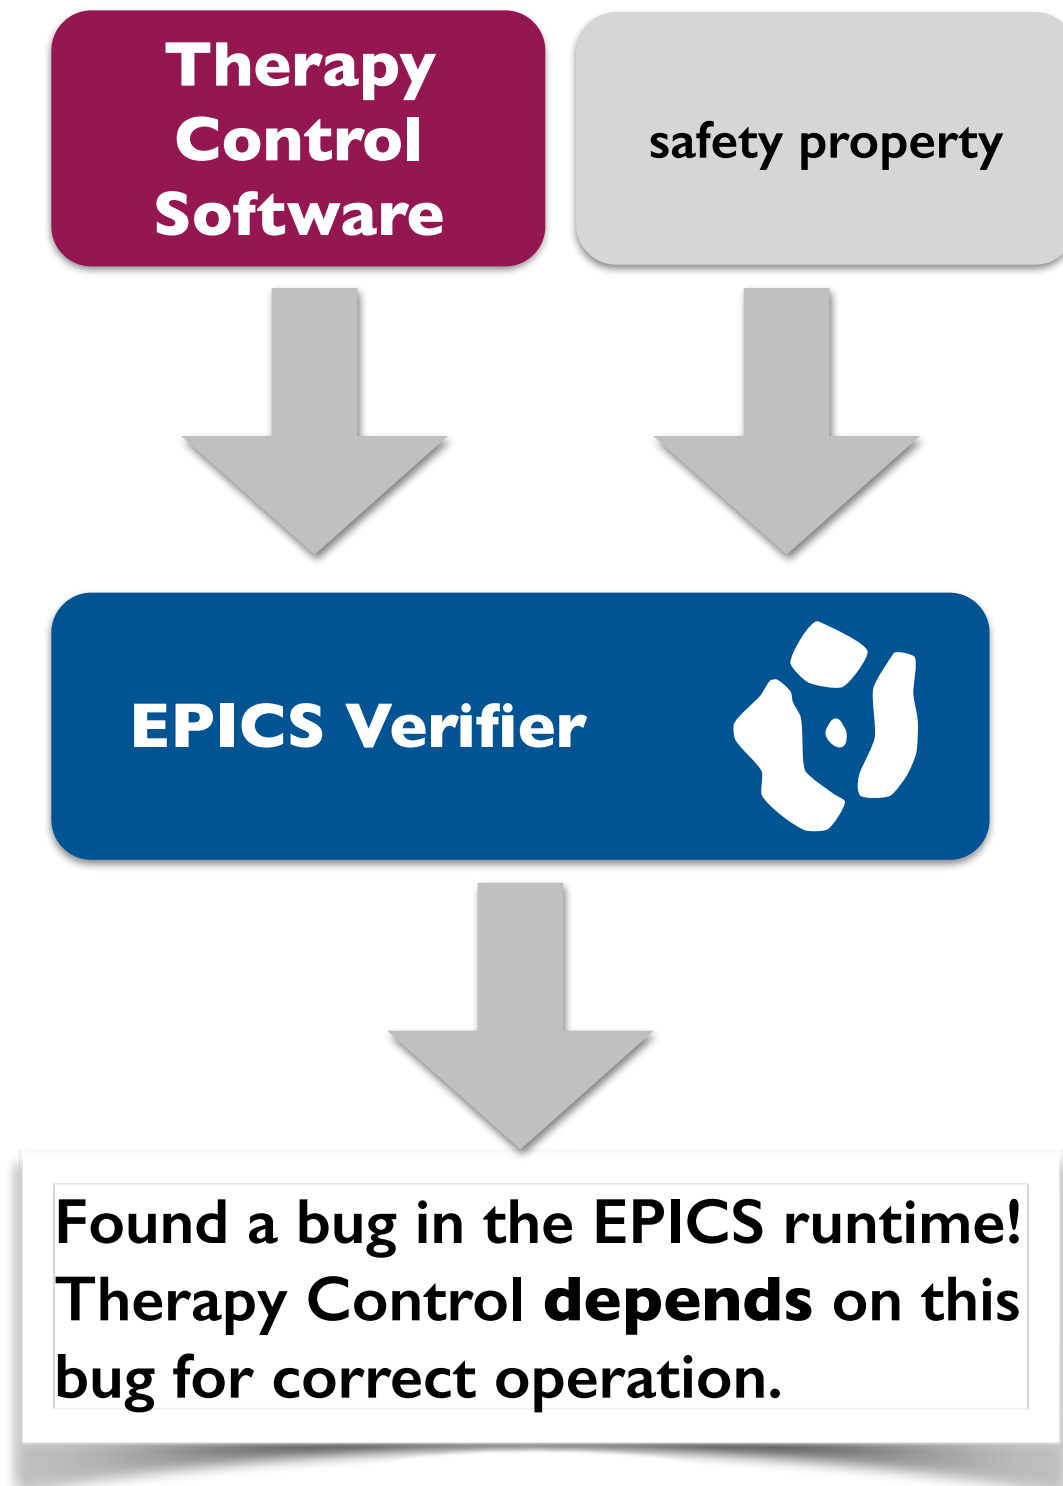 Therapy
Control
Software
safety property
EPICS Verifier
Found a bug in the EPICS runtime!
Therapy Control depends on this
bug for correct operation.